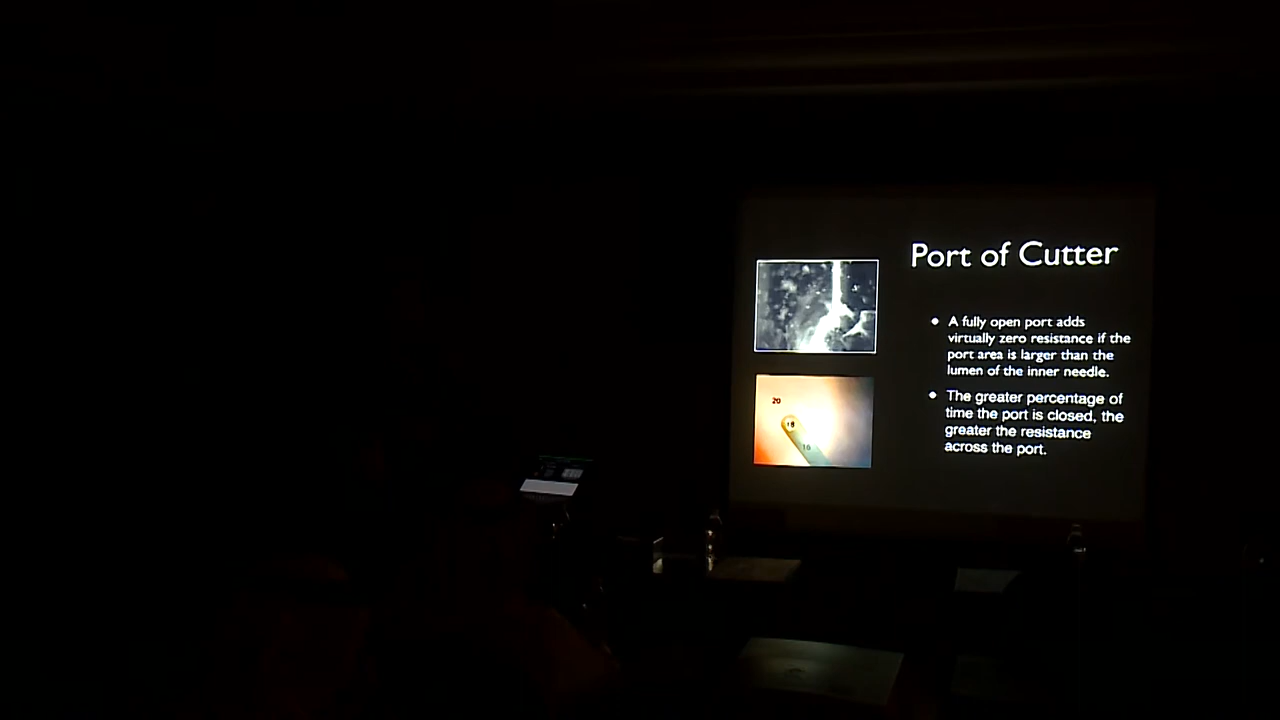 Port of Cutter
A fully open port adds
virtually zero resistance if the
port area is larger than the
lumen of the inner needle.
The greater percentage of
time the port is closed, the
greater the resistance
across the port.
20
18